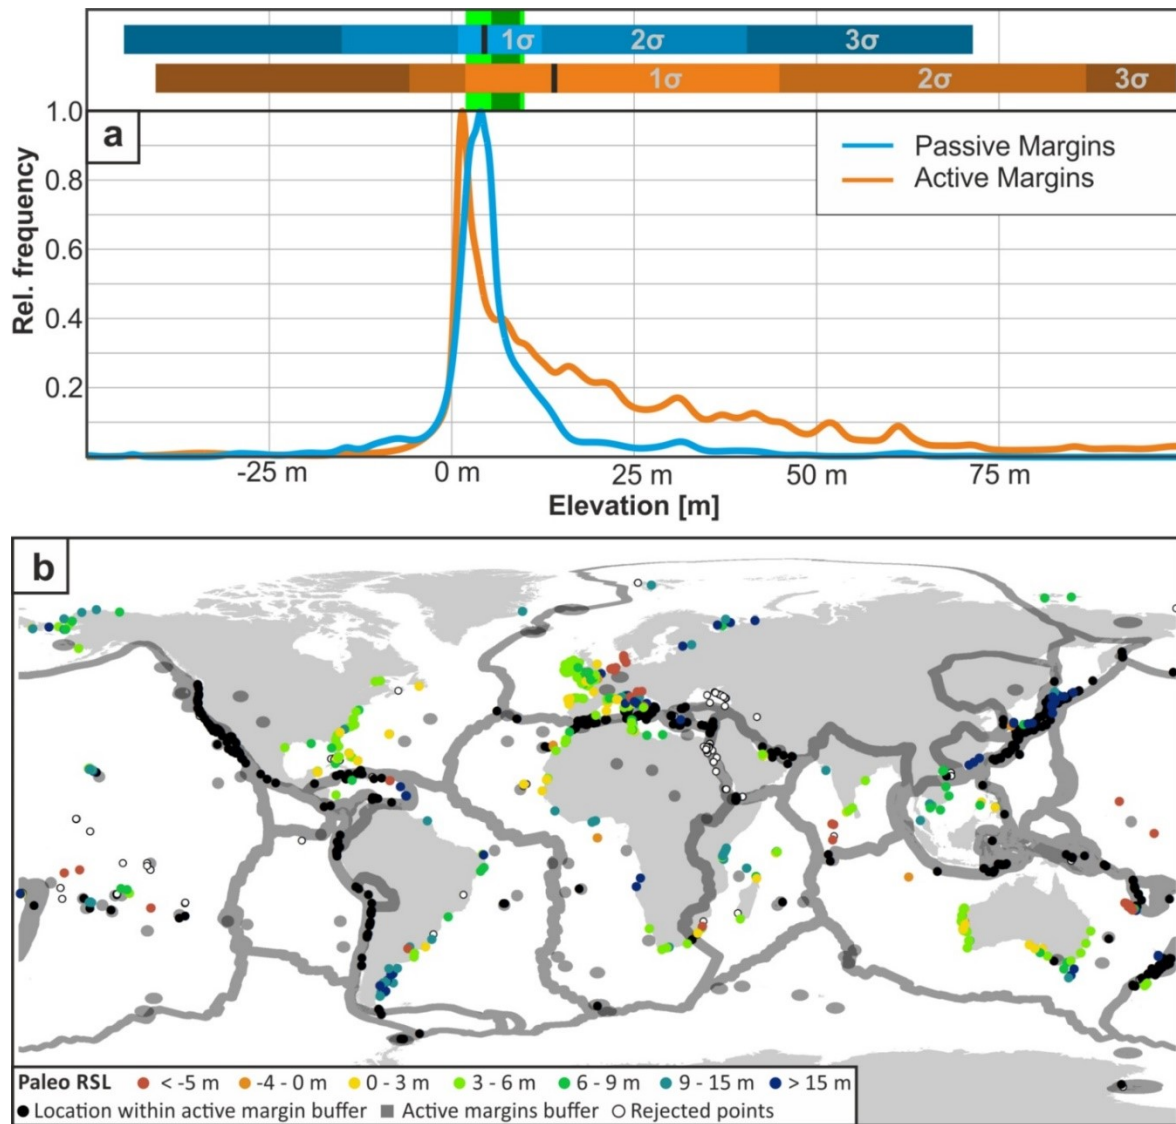 1σ 2σ 3σ
1σ 2σ 3σ
a
1.0
0.8
0.6
0.4
0.2
Rel. frequency
Passive Margins
Active Margins
-25 m 0 m 25 m 50 m 75 m
Elevation [m]
b
Paleo RSL < -5 m -4 - 0 m 0 - 3 m 3 - 6 m 6 - 9 m 9 - 15 m > 15 m
Location within active margin buffer Active margins buffer Rejected points